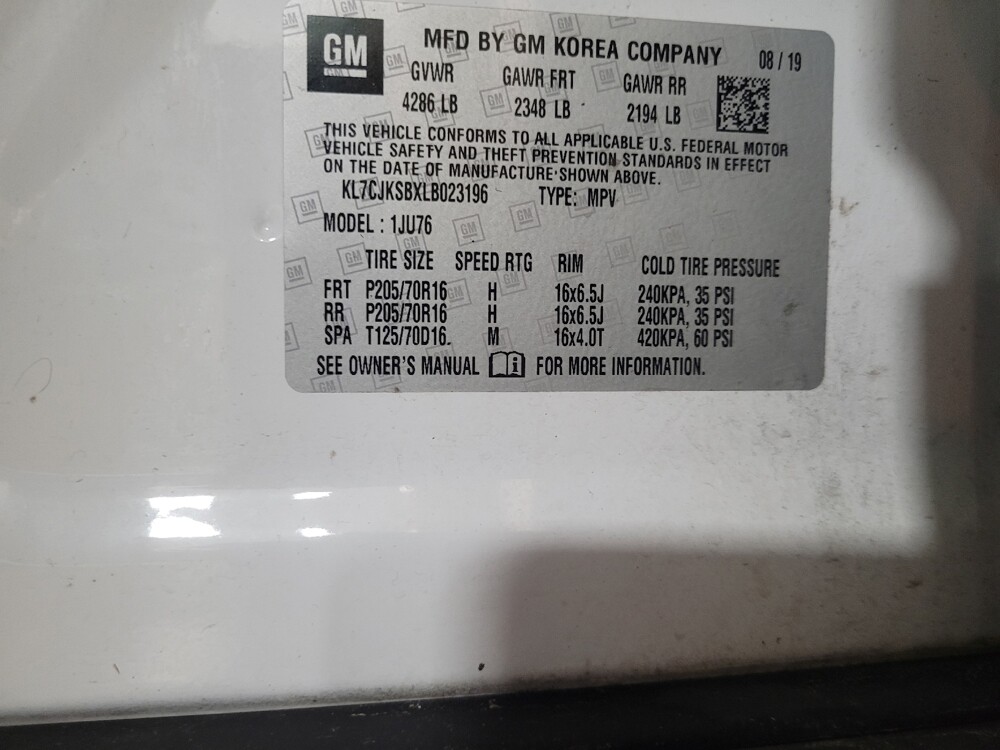 GM
MFD BY GM KOREA COMPANY 08 / 19
GVWR GAWR FRT GAWR RR
4286 LB 2348 LB 2194 LB
THIS VEHICLE CONFORMS TO ALL APPLICABLE U.S. FEDERAL MOTOR
VEHICLE SAFETY AND THEFT PREVENTION STANDARDS IN EFFECT
ON THE DATE OF MANUFACTURE SHOWN ABOVE.
KL7CJKSBXLB023196 TYPE: MPV
MODEL : 1JU76
TIRE SIZE SPEED RTG RIM COLD TIRE PRESSURE
FRT P205/70R16 H 16x6.5J 240KPA, 35 PSI
RR P205/70R16 H 16x6.5J 240KPA, 35 PSI
SPA T125/70D16 M 16x4.0T 420KPA, 60 PSI
SEE OWNER'S MANUAL FOR MORE INFORMATION.